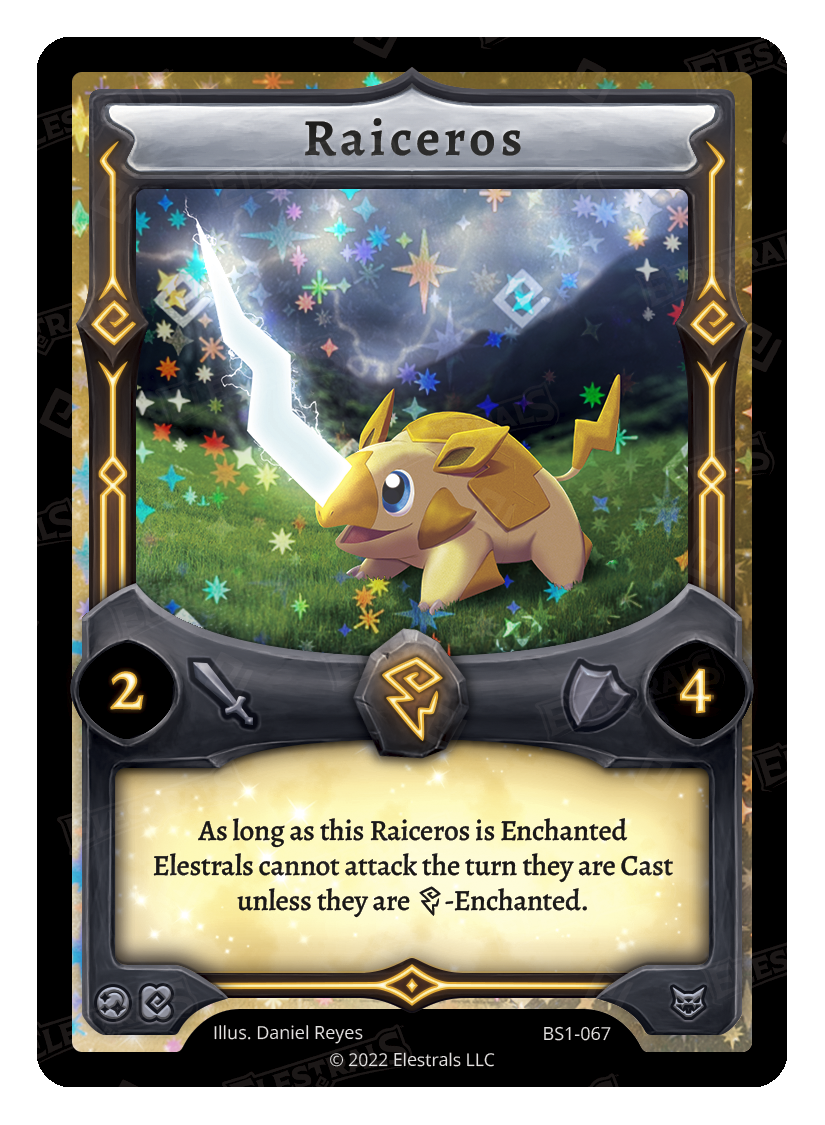 Raiceros
2
4
As long as this Raiceros is Enchanted
Elestrals cannot attack the turn they are Cast
unless they are -Enchanted.
Illus. Daniel Reyes
BS1-067
© 2022 Elestrals LLC